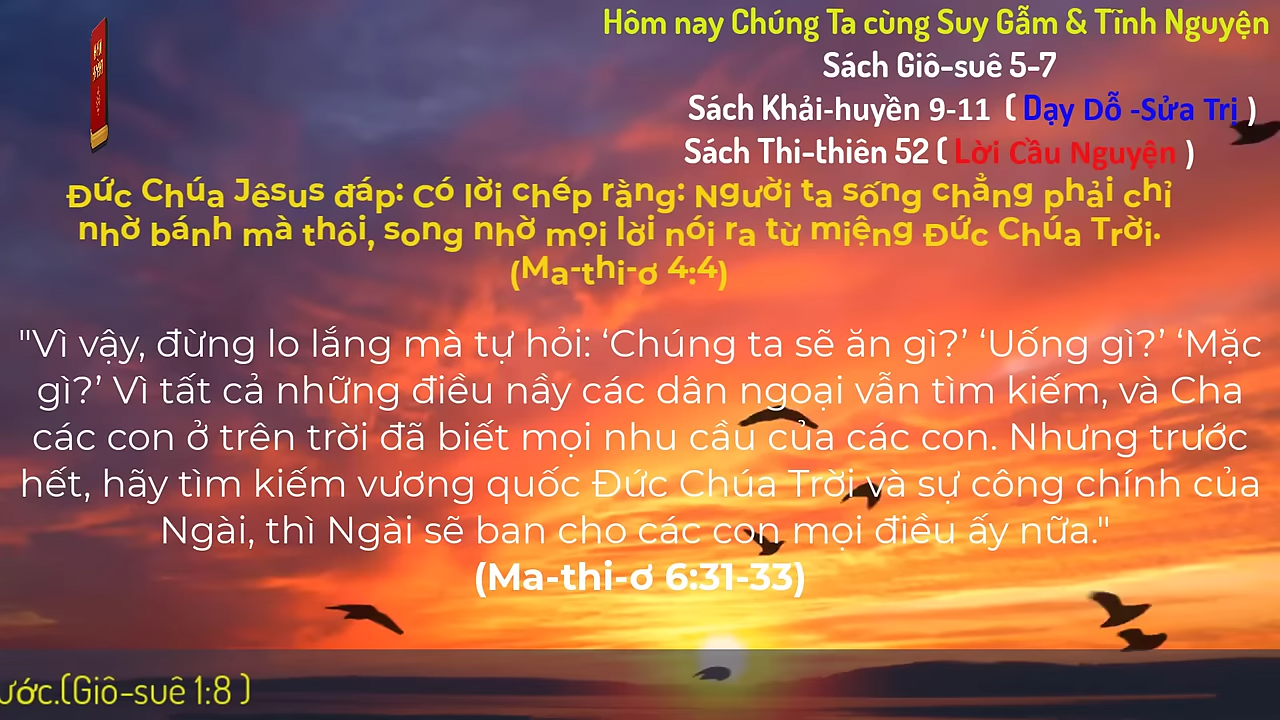 Hôm nay Chúng Ta cùng Suy Gẫm & Tĩnh Nguyện
Sách Giô-suê 5-7
Sách Khải-huyền 9-11 ( Dạy Dỗ -Sửa Trị )
Sách Thi-thiên 52 ( Lời Cầu Nguyện )
Đức Chúa Jêsus đáp: Có lời chép rằng: Người ta sống chẳng phải chỉ
nhờ bánh mà thôi, song nhờ mọi lời nói ra từ miệng Đức Chúa Trời.
(Ma-thi-ơ 4:4)
"Vì vậy, đừng lo lắng mà tự hỏi: ‘Chúng ta sẽ ăn gì?’ ‘Uống gì?’ ‘Mặc
gì?’ Vì tất cả những điều nầy các dân ngoại vẫn tìm kiếm, và Cha
các con ở trên trời đã biết mọi nhu cầu của các con. Nhưng trước
hết, hãy tìm kiếm vương quốc Đức Chúa Trời và sự công chính của
Ngài, thì Ngài sẽ ban cho các con mọi điều ấy nữa."
(Ma-thi-ơ 6:31-33)
ước.(Giô-suê 1:8 )